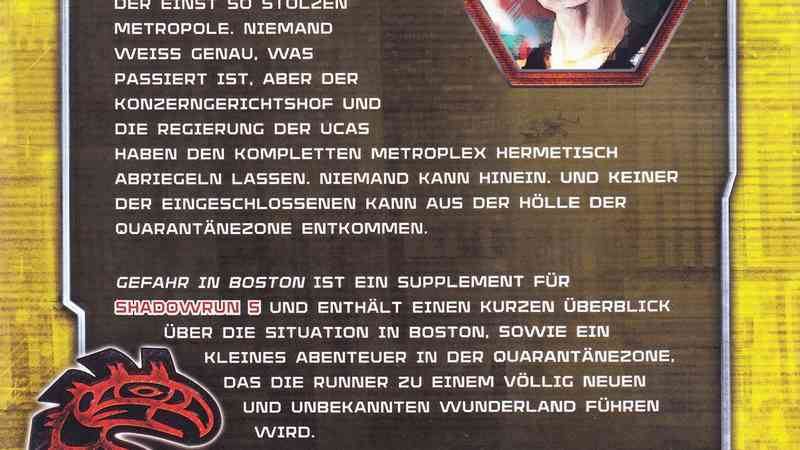 DER EINST SO STOLZEN
METROPOLE. NIEMAND
WEISS GENAU, WAS
PASSIERT IST, ABER DER
KONZERNGERICHTSHOF UND
DIE REGIERUNG DER UCAS
HABEN DEN KOMPLETTEN METROPLEX HERMETISCH
ABRIEGELN LASSEN. NIEMAND KANN HINEIN. UND KEINER
DER EINGESCHLOSSENEN KANN AUS DER HÖLLE DER
QUARANTÄNEZONE ENTKOMMEN.
GEFAHR IN BOSTON IST EIN SUPPLEMENT FÜR
SHADOWRUN 5 UND ENTHÄLT EINEN KURZEN ÜBERBLICK
ÜBER DIE SITUATION IN BOSTON, SOWIE EIN
KLEINES ABENTEUER IN DER QUARANTÄNEZONE,
DAS DIE RUNNER ZU EINEM VÖLLIG NEUEN
UND UNBEKANNTEN WUNDERLAND FÜHREN
WIRD.